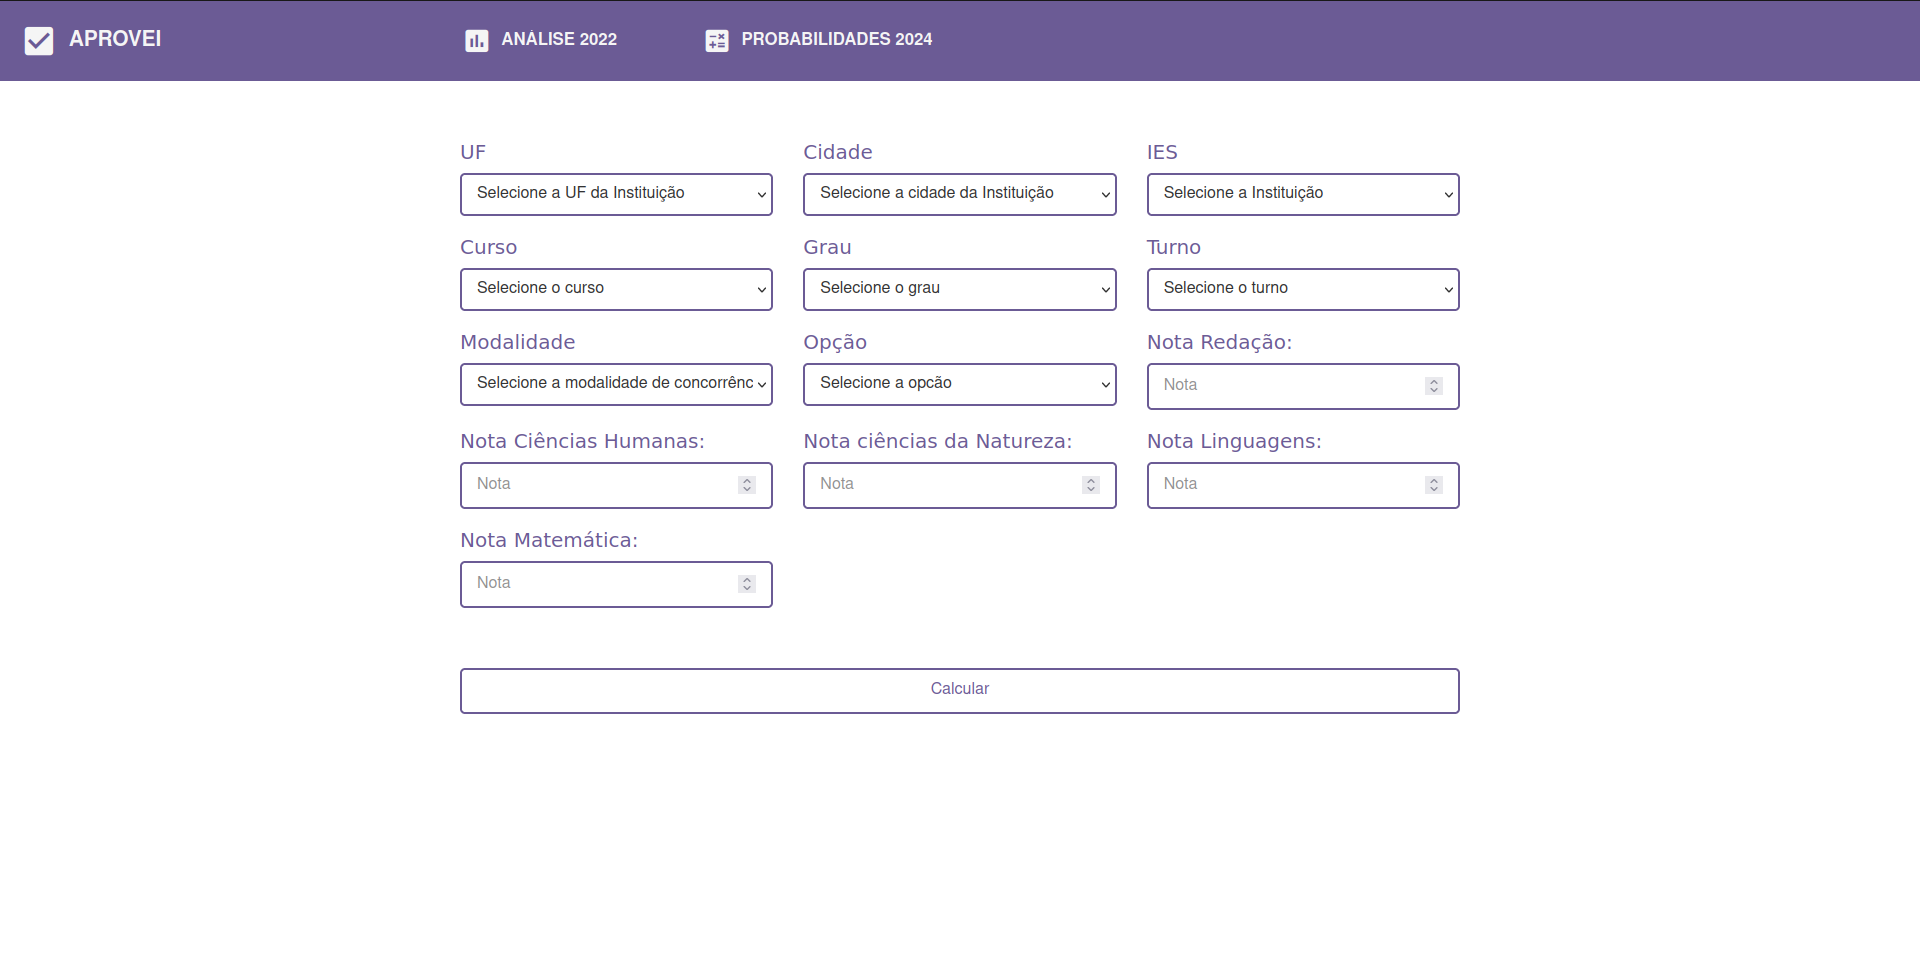 APROVEI
ANÁLISE 2022
PROBABILIDADES 2024
UF
Cidade
IES
Selecione a UF da Instituição
Selecione a cidade da Instituição
Selecione a Instituição
Curso
Grau
Turno
Selecione o curso
Selecione o grau
Selecione o turno
Modalidade
Opção
Nota Redação:
Selecione a modalidade de concorrênc
Selecione a opcão
Nota
Nota Ciências Humanas:
Nota ciências da Natureza:
Nota Linguagens:
Nota
Nota
Nota
Nota Matemática:
Nota
Calcular